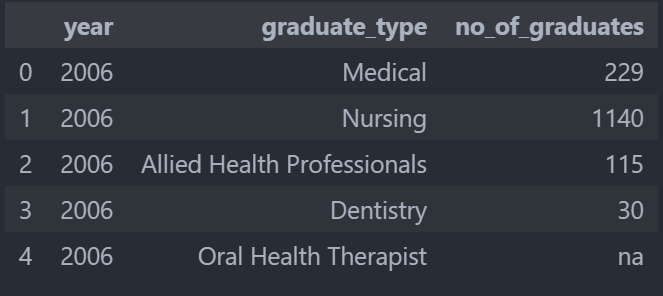 year graduate_type no_of_graduates
0 2006 Medical 229
1 2006 Nursing 1140
2 2006 Allied Health Professionals 115
3 2006 Dentistry 30
4 2006 Oral Health Therapist na